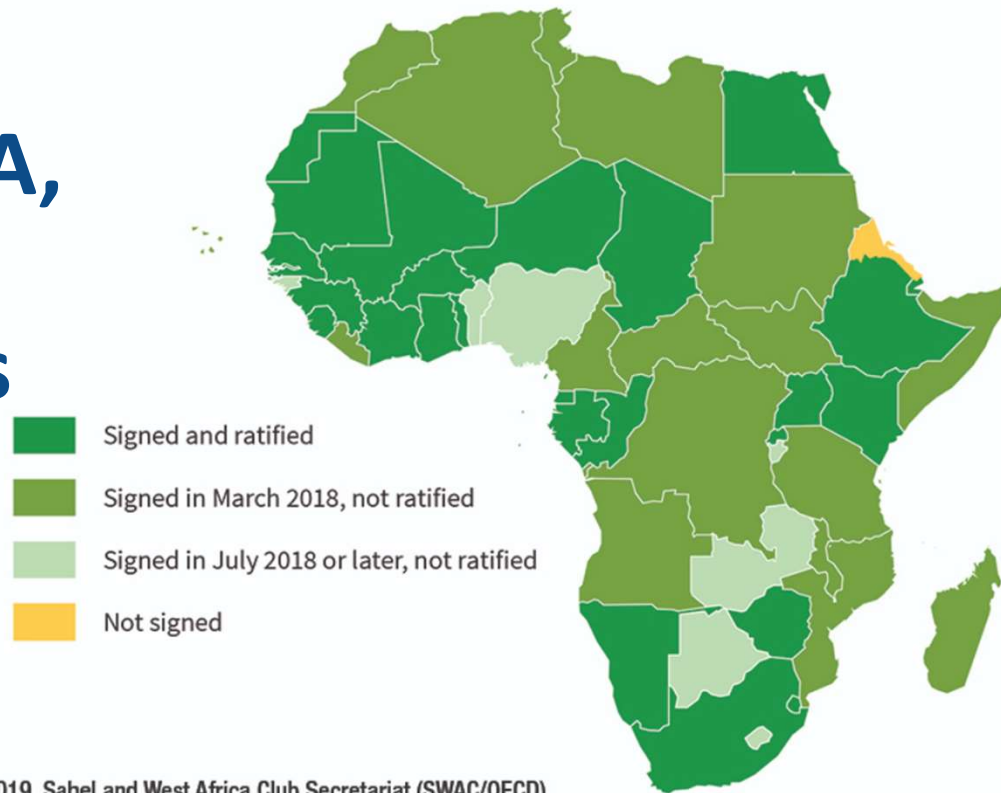 A,
S
Signed and ratified
Signed in March 2018, not ratified
Signed in July 2018 or later, not ratified
Not signed
2019, Sahel and West Africa Club Secretariat (SWAC/OECD)